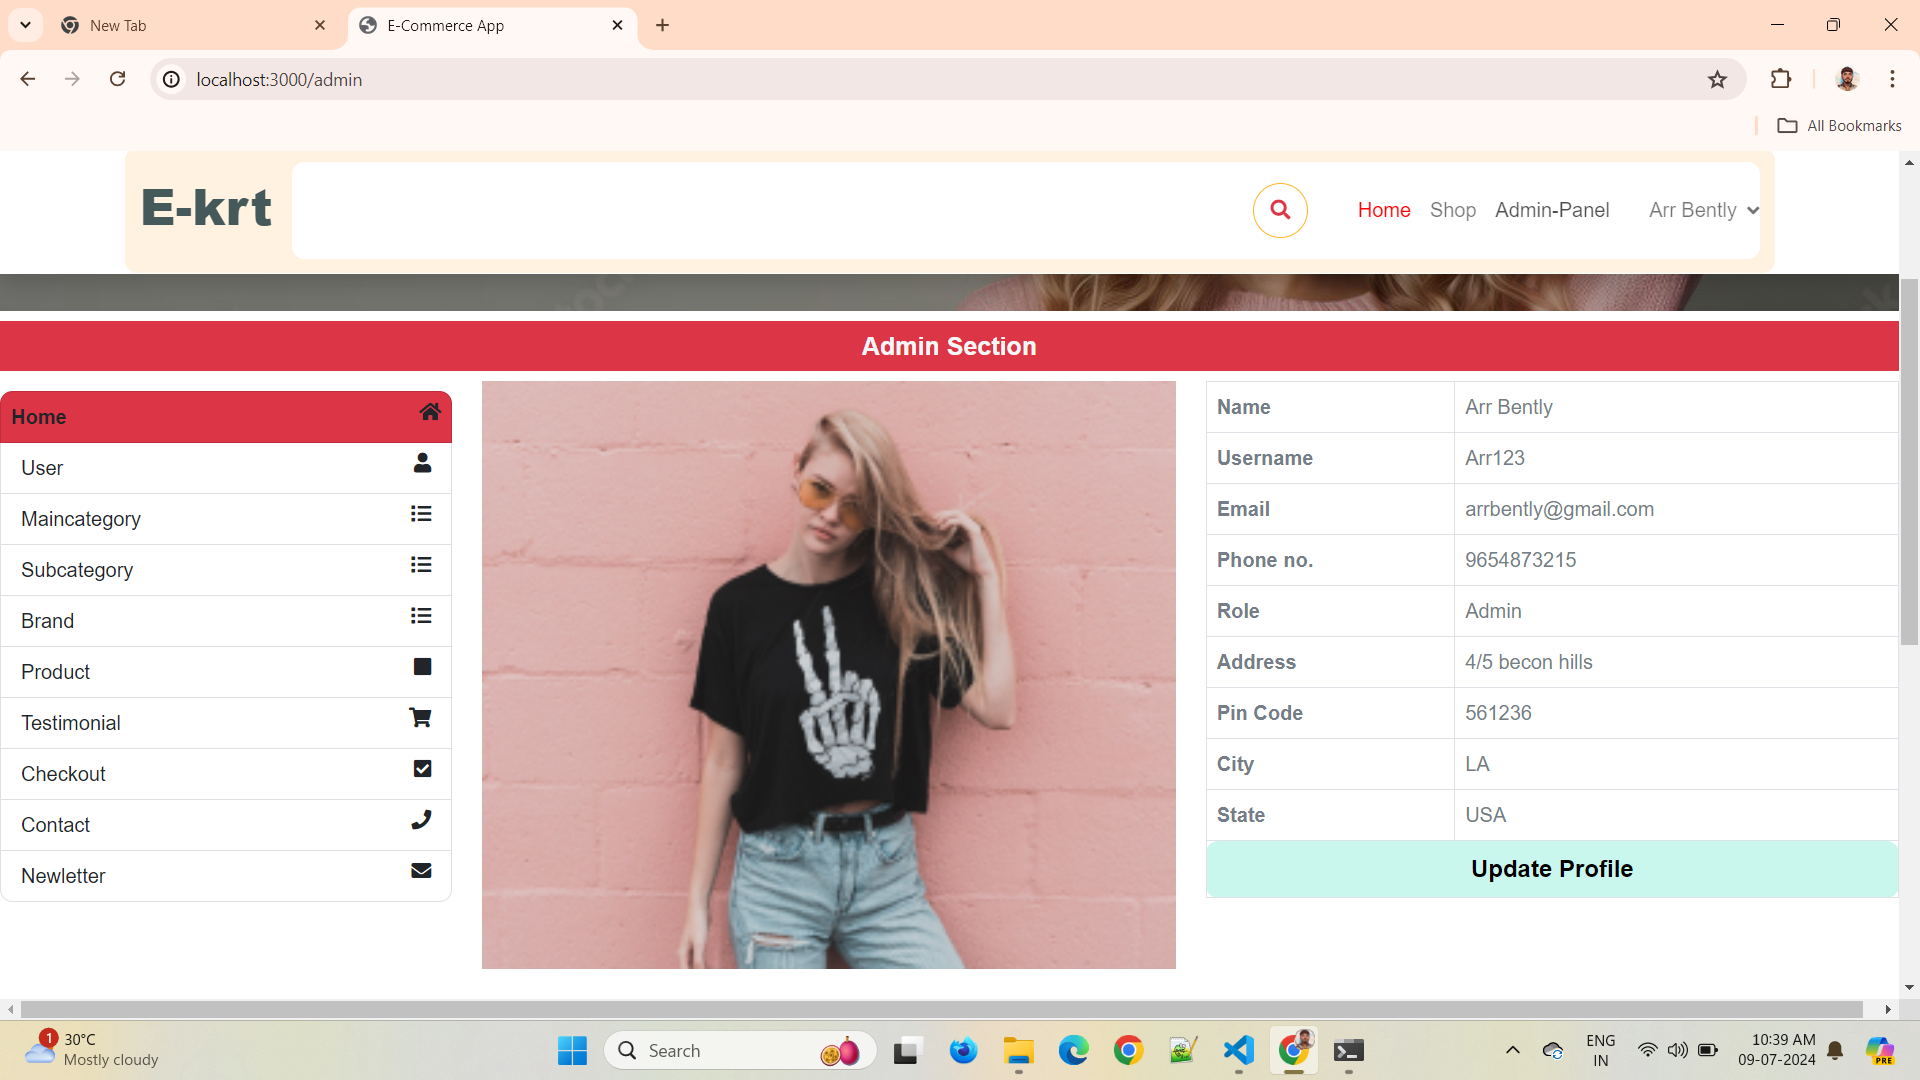 New Tab
E-Commerce App
localhost:3000/admin
All Bookmarks
E-krt
Home
Shop
Admin-Panel
Arr Bently
Admin Section
Home
User
Maincategory
Subcategory
Brand
Product
Testimonial
Checkout
Contact
Newletter
Name Arr Bently
Username Arr123
Email arrbently@gmail.com
Phone no. 9654873215
Role Admin
Address 4/5 becon hills
Pin Code 561236
City LA
State USA
Update Profile
1
30°C
Mostly cloudy
Search
ENG
IN
10:39 AM
09-07-2024
PRE